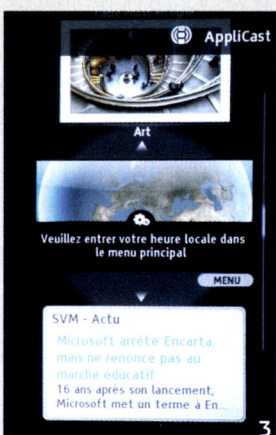 AppliCast
Art
Veuillez entrer votre heure locale dans
le menu principal
MENU
SVM - Actu
Microsoft arrête Encarta,
mais ne renonce pas au
marché éducatif
16 ans après son lancement,
Microsoft met un terme à En...
3